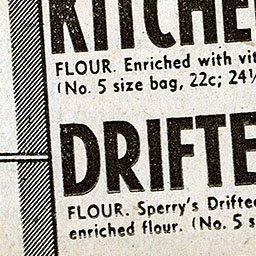 KITCHE
FLOUR. Enriched with vit
(No. 5 size bag, 22c; 24½
DRIFTE
FLOUR. Sperry's Drifte
enriched flour. (No. 5 s